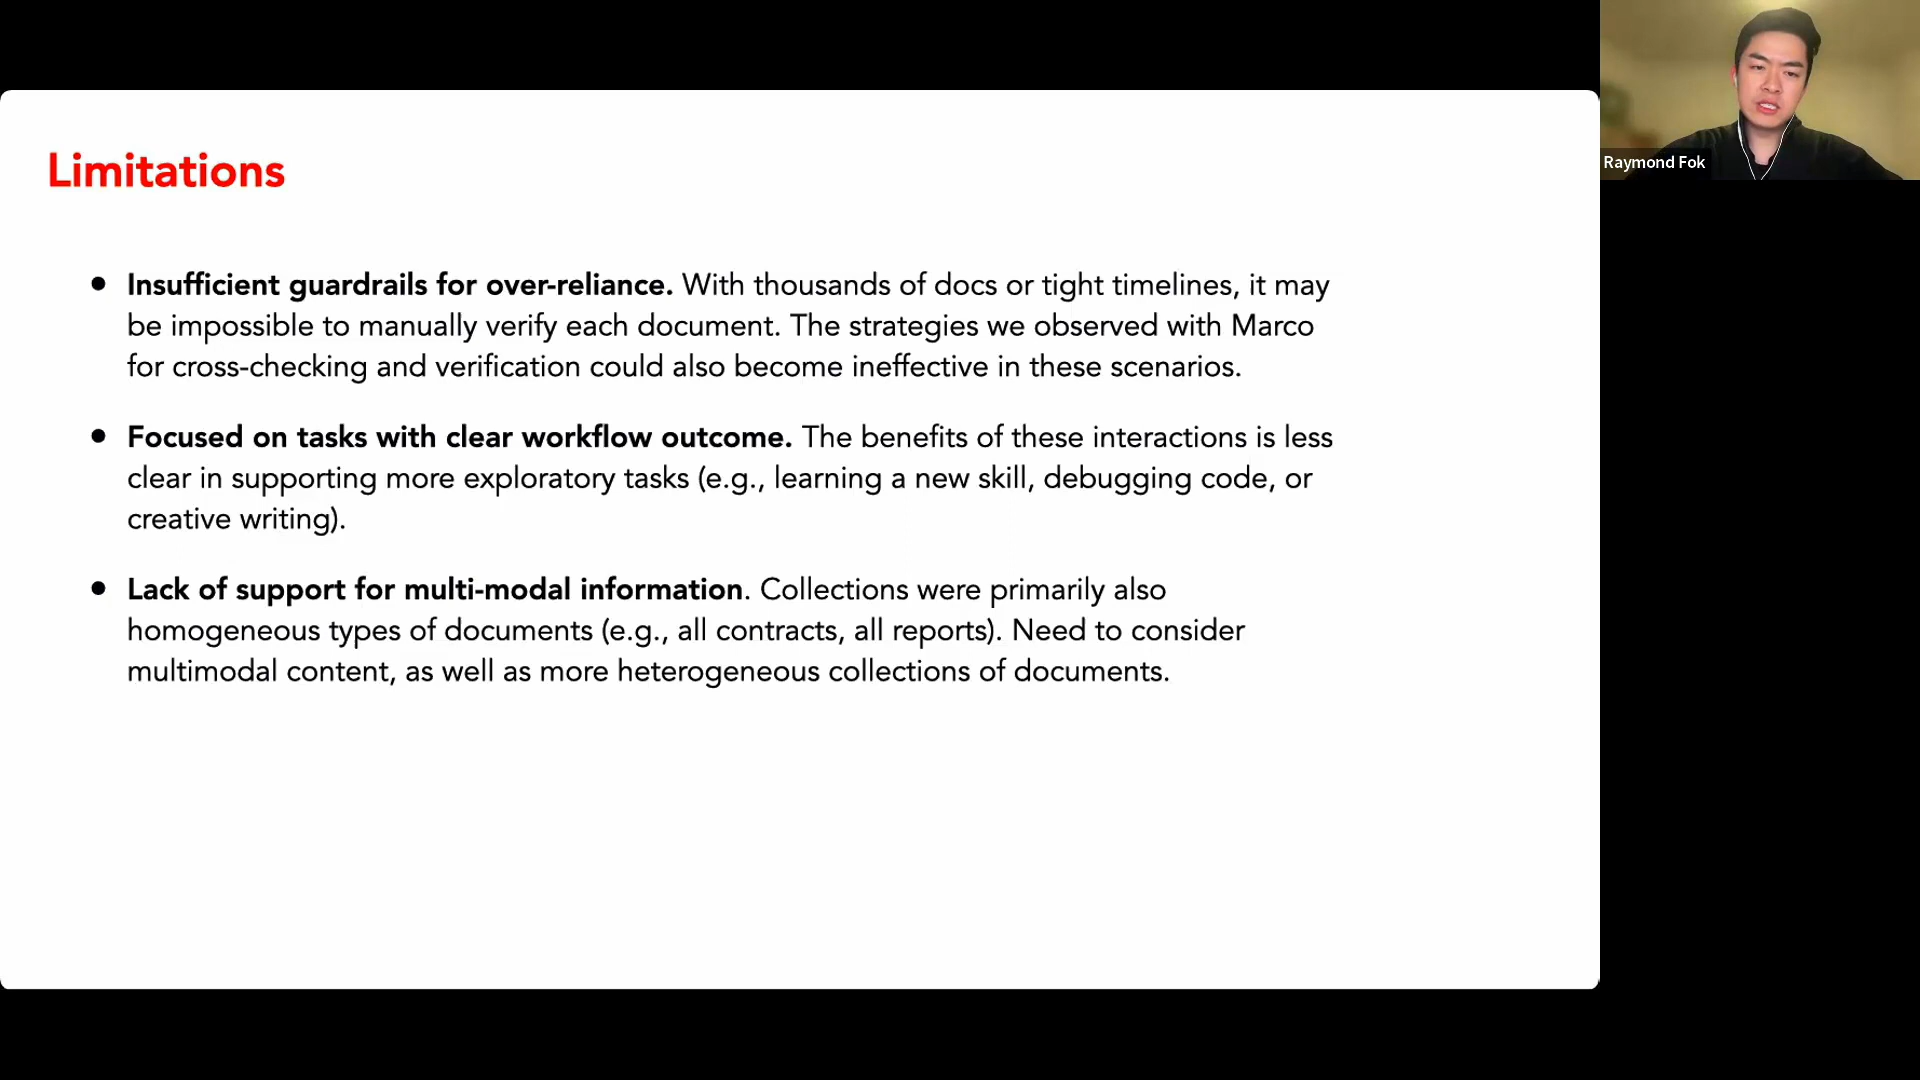 Limitations
• Insufficient guardrails for over-reliance. With thousands of docs or tight timelines, it may
be impossible to manually verify each document. The strategies we observed with Marco
for cross-checking and verification could also become ineffective in these scenarios.
• Focused on tasks with clear workflow outcome. The benefits of these interactions is less
clear in supporting more exploratory tasks (e.g., learning a new skill, debugging code, or
creative writing).
• Lack of support for multi-modal information. Collections were primarily also
homogeneous types of documents (e.g., all contracts, all reports). Need to consider
multimodal content, as well as more heterogeneous collections of documents.
Raymond Fok